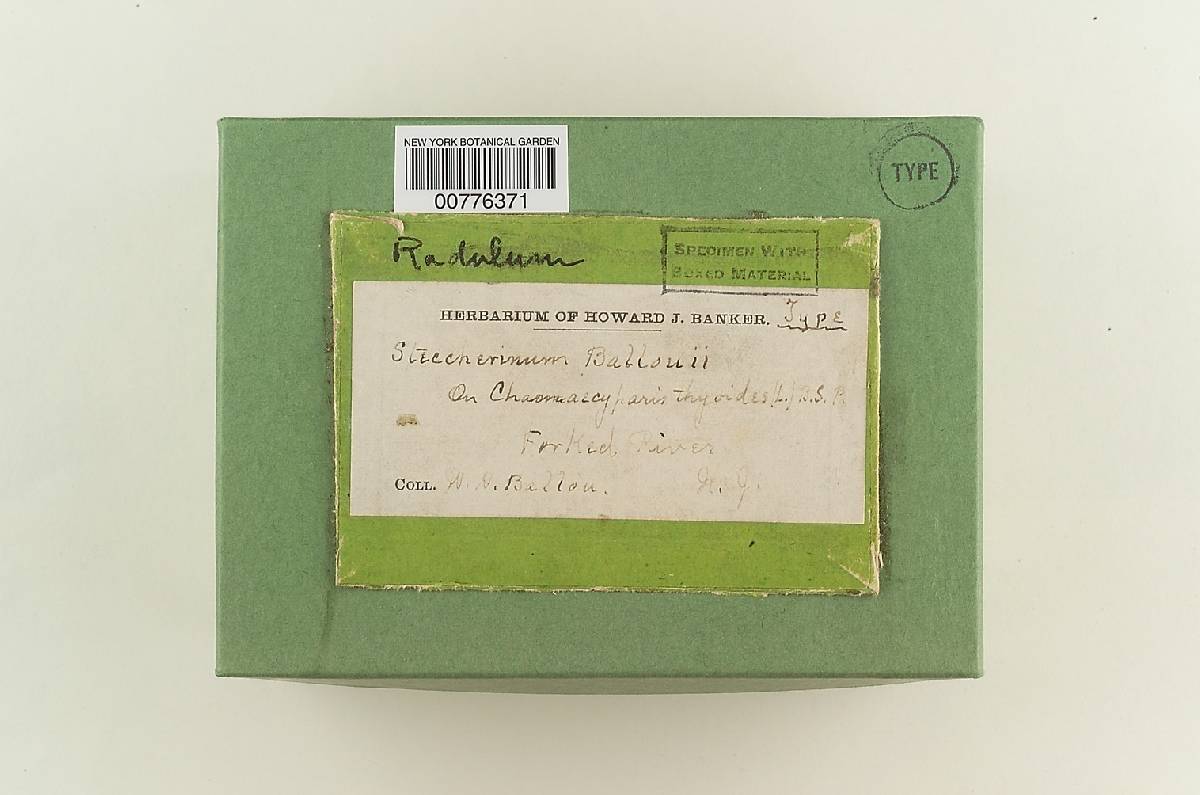 NEW YORK BOTANICAL GARDEN
00776371
TYPE
Radulum
SPECIMEN WITH
BOXED MATERIAL
HERBARIUM OF HOWARD J. BANKER. Type
Steccherinum Ballouii
On Chamaecyparis thyoides (L.) B.S.P.
Forked River
COLL. W. H. Ballou. N. J.